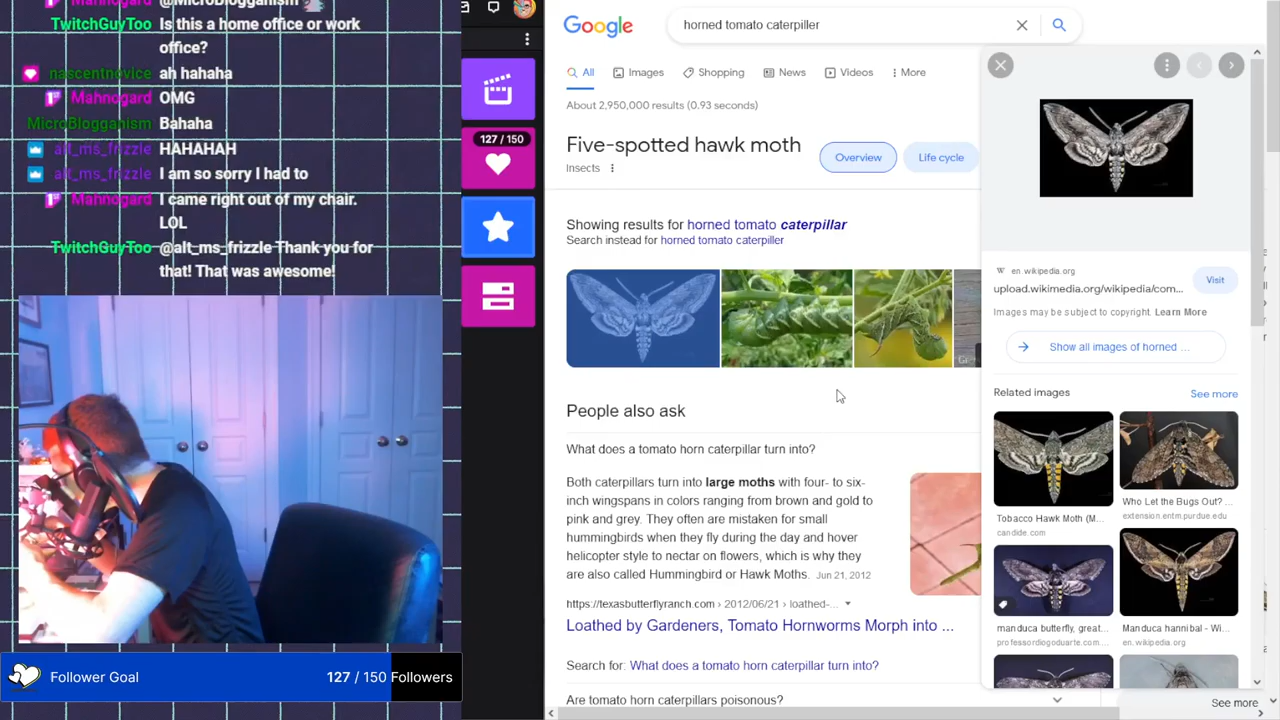 Mahnogard @MicroBlogganism
TwitchGuyToo Is this a home office or work
office?
nascentnovice ah hahaha
Mahnogard OMG
MicroBlogganism Bahaha
alt_ms_frizzle HAHAHAH
alt_ms_frizzle I am so sorry I had to
Mahnogard I came right out of my chair.
LOL
TwitchGuyToo @alt_ms_frizzle Thank you for
that! That was awesome!
127 / 150
Follower Goal 127 / 150 Followers
Google
horned tomato caterpiller
All Images Shopping News Videos More
About 2,950,000 results (0.93 seconds)
Five-spotted hawk moth
Insects
Overview
Life cycle
Showing results for horned tomato caterpillar
Search instead for horned tomato caterpiller
Gi...
People also ask
What does a tomato horn caterpillar turn into?
Both caterpillars turn into large moths with four- to six-
inch wingspans in colors ranging from brown and gold to
pink and grey. They often are mistaken for small
hummingbirds when they fly during the day and hover
helicopter style to nectar on flowers, which is why they
are also called Hummingbird or Hawk Moths. Jun 21, 2012
https://texasbutterflyranch.com › 2012/06/21 › loathed-...
Loathed by Gardeners, Tomato Hornworms Morph into ...
Search for: What does a tomato horn caterpillar turn into?
Are tomato horn caterpillars poisonous?
W en.wikipedia.org
upload.wikimedia.org/wikipedia/com...
Visit
Images may be subject to copyright. Learn More
Show all images of horned ...
Related images
See more
Tobacco Hawk Moth (M...
candide.com
Who Let the Bugs Out? ...
extension.entm.purdue.edu
manduca butterfly, great...
professordiogoduarte.com....
Manduca hannibal - Wi...
en.wikipedia.org
See more